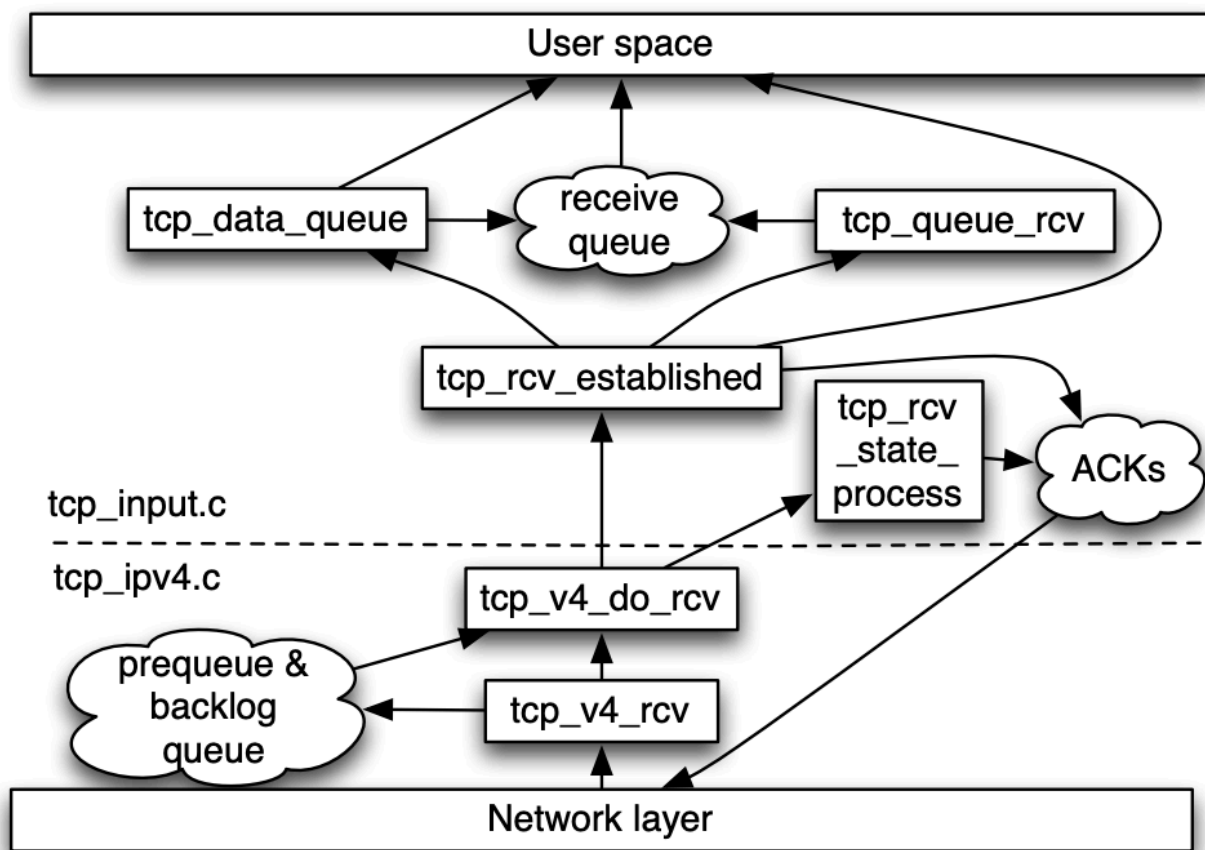 User space
tcp_data_queue
receive
queue
tcp_queue_rcv
tcp_rcv_established
tcp_rcv
_state_
process
ACKs
tcp_input.c
tcp_ipv4.c
tcp_v4_do_rcv
prequeue &
backlog
queue
tcp_v4_rcv
Network layer